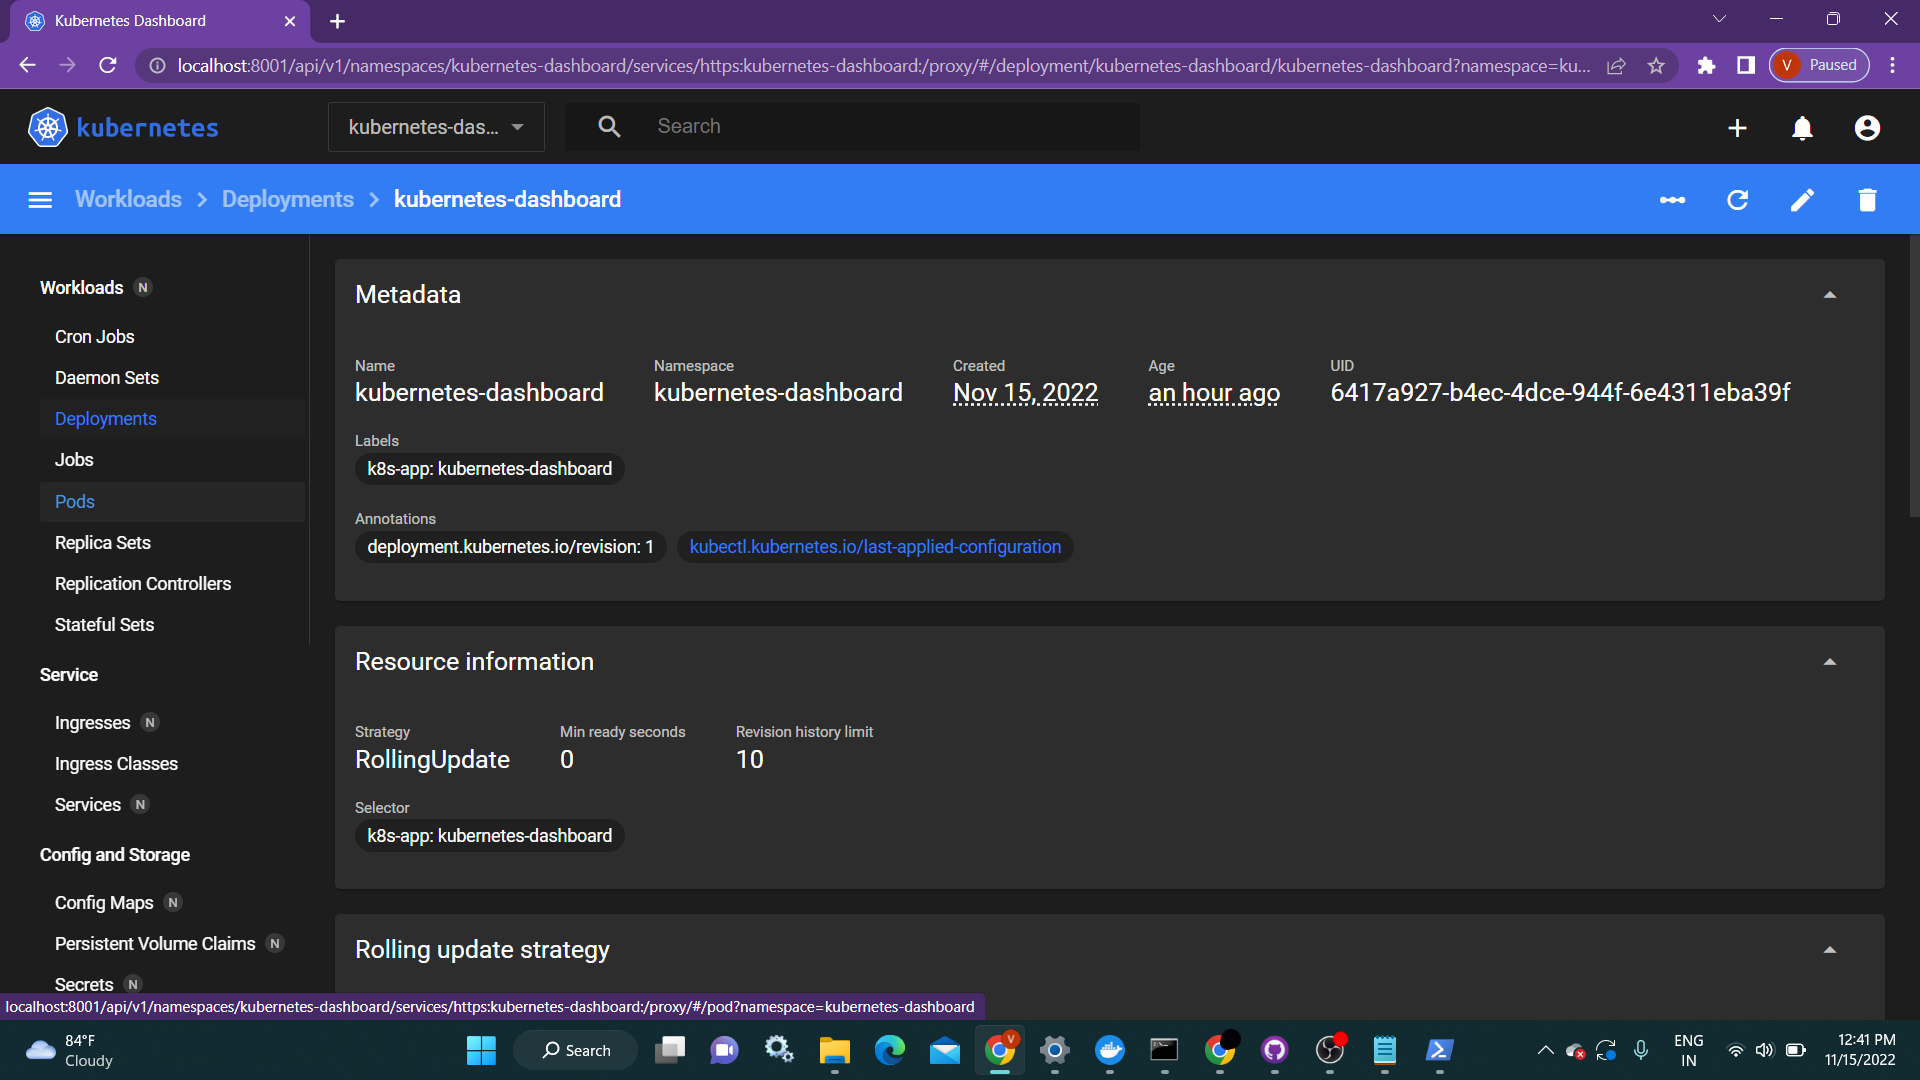 Kubernetes Dashboard
localhost:8001/api/v1/namespaces/kubernetes-dashboard/services/https:kubernetes-dashboard:/proxy/#/deployment/kubernetes-dashboard/kubernetes-dashboard?namespace=ku...
V Paused
kubernetes
kubernetes-das...
Search
Workloads > Deployments > kubernetes-dashboard
Workloads N
Cron Jobs
Daemon Sets
Deployments
Jobs
Pods
Replica Sets
Replication Controllers
Stateful Sets
Service
Ingresses N
Ingress Classes
Services N
Config and Storage
Config Maps N
Persistent Volume Claims N
Secrets N
Metadata
Name Namespace Created Age UID
kubernetes-dashboard kubernetes-dashboard Nov 15, 2022 an hour ago 6417a927-b4ec-4dce-944f-6e4311eba39f
Labels
k8s-app: kubernetes-dashboard
Annotations
deployment.kubernetes.io/revision: 1 kubectl.kubernetes.io/last-applied-configuration
Resource information
Strategy Min ready seconds Revision history limit
RollingUpdate 0 10
Selector
k8s-app: kubernetes-dashboard
Rolling update strategy
localhost:8001/api/v1/namespaces/kubernetes-dashboard/services/https:kubernetes-dashboard:/proxy/#/pod?namespace=kubernetes-dashboard
84°F
Cloudy
Search
V
ENG
IN
12:41 PM
11/15/2022